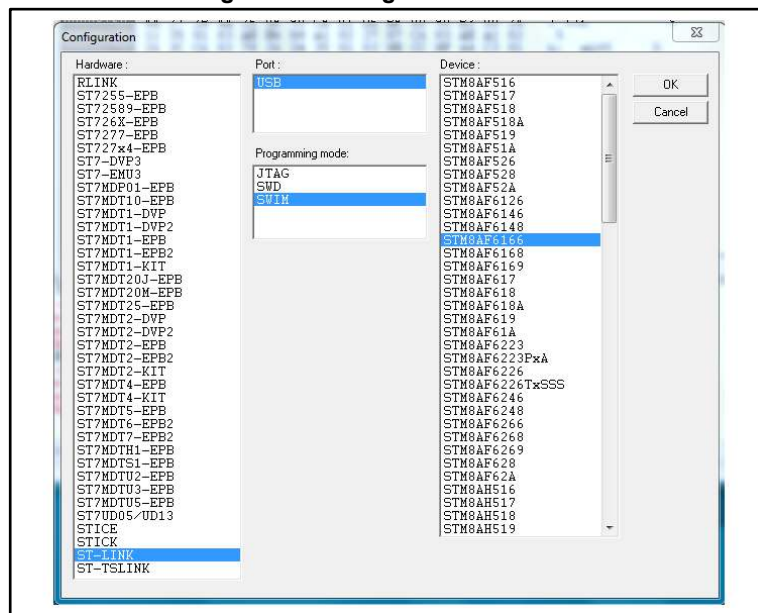 Configuration
Hardware :
RLINK
ST7255-EPB
ST72589-EPB
ST726X-EPB
ST7277-EPB
ST727x4-EPB
ST7-DVP3
ST7-EMU3
ST7MDP01-EPB
ST7MDT10-EPB
ST7MDT1-DVP
ST7MDT1-DVP2
ST7MDT1-EPB
ST7MDT1-EPB2
ST7MDT1-KIT
ST7MDT20J-EPB
ST7MDT20M-EPB
ST7MDT25-EPB
ST7MDT2-DVP
ST7MDT2-DVP2
ST7MDT2-EPB
ST7MDT2-EPB2
ST7MDT2-KIT
ST7MDT4-EPB
ST7MDT4-KIT
ST7MDT5-EPB
ST7MDT6-EPB2
ST7MDT7-EPB2
ST7MDTH1-EPB
ST7MDTS1-EPB
ST7MDTU2-EPB
ST7MDTU3-EPB
ST7MDTU5-EPB
ST7UD05/UD13
STICE
STICK
ST-LINK
ST-TSLINK
Port :
USB
Programming mode:
JTAG
SWD
SWIM
Device :
STM8AF516
STM8AF517
STM8AF518
STM8AF518A
STM8AF519
STM8AF51A
STM8AF526
STM8AF528
STM8AF52A
STM8AF6126
STM8AF6146
STM8AF6148
STM8AF6166
STM8AF6168
STM8AF6169
STM8AF617
STM8AF618
STM8AF618A
STM8AF619
STM8AF61A
STM8AF6223
STM8AF6223PxA
STM8AF6226
STM8AF6226TxSSS
STM8AF6246
STM8AF6248
STM8AF6266
STM8AF6268
STM8AF6269
STM8AF628
STM8AF62A
STM8AH516
STM8AH517
STM8AH518
STM8AH519
OK
Cancel